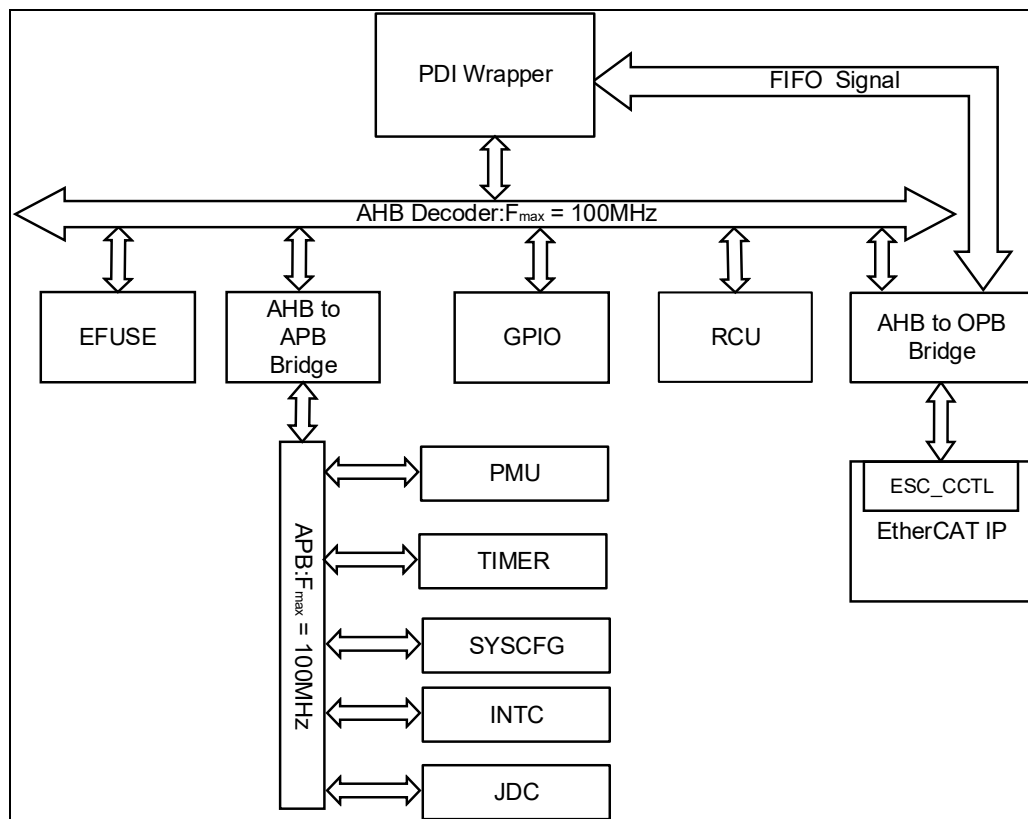 PDI Wrapper
FIFO Signal
AHB Decoder:Fmax = 100MHz
EFUSE
AHB to
APB
Bridge
GPIO
RCU
AHB to OPB
Bridge
APB:Fmax = 100MHz
PMU
TIMER
SYSCFG
INTC
JDC
ESC_CCTL
EtherCAT IP